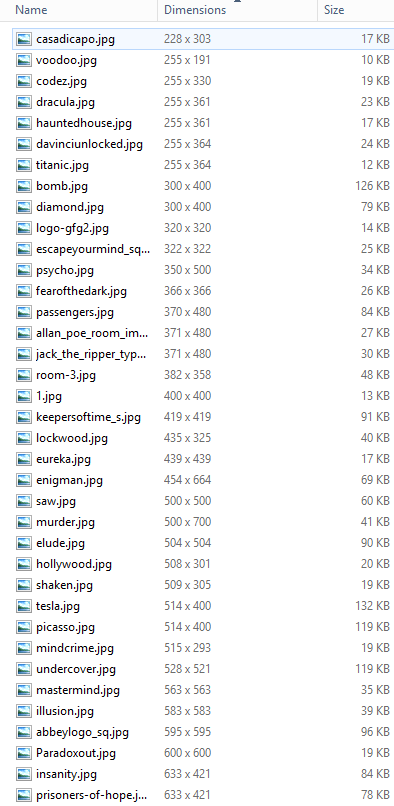 Name Dimensions Size
casadicapo.jpg 228 x 303 17 KB
voodoo.jpg 255 x 191 10 KB
codez.jpg 255 x 330 19 KB
dracula.jpg 255 x 361 23 KB
hauntedhouse.jpg 255 x 361 17 KB
davinciunlocked.jpg 255 x 364 24 KB
titanic.jpg 255 x 364 12 KB
bomb.jpg 300 x 400 126 KB
diamond.jpg 300 x 400 79 KB
logo-gfg2.jpg 320 x 320 14 KB
escapeyourmind_sq... 322 x 322 25 KB
psycho.jpg 350 x 500 34 KB
fearofthedark.jpg 366 x 366 26 KB
passengers.jpg 370 x 480 84 KB
allan_poe_room_im... 371 x 480 27 KB
jack_the_ripper_typ... 371 x 480 30 KB
room-3.jpg 382 x 358 48 KB
1.jpg 400 x 400 13 KB
keepersoftime_s.jpg 419 x 419 91 KB
lockwood.jpg 435 x 325 40 KB
eureka.jpg 439 x 439 17 KB
enigman.jpg 454 x 664 69 KB
saw.jpg 500 x 500 60 KB
murder.jpg 500 x 700 41 KB
elude.jpg 504 x 504 90 KB
hollywood.jpg 508 x 301 20 KB
shaken.jpg 509 x 305 19 KB
tesla.jpg 514 x 400 132 KB
picasso.jpg 514 x 400 119 KB
mindcrime.jpg 515 x 293 19 KB
undercover.jpg 528 x 521 119 KB
mastermind.jpg 563 x 563 35 KB
illusion.jpg 583 x 583 39 KB
abbeylogo_sq.jpg 595 x 595 96 KB
Paradoxout.jpg 600 x 600 19 KB
insanity.jpg 633 x 421 84 KB
prisoners-of-hope.j... 633 x 421 78 KB